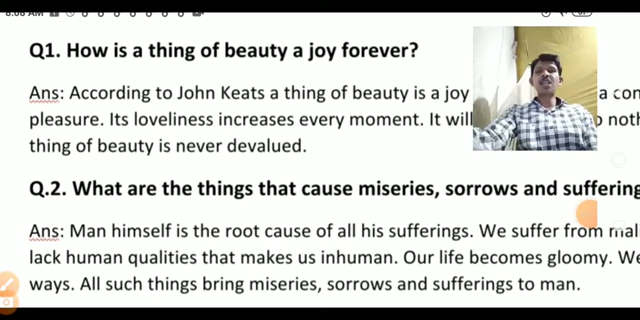 Q1. How is a thing of beauty a joy forever?
Ans: According to John Keats a thing of beauty is a joy a con
pleasure. Its loveliness increases every moment. It will noth
thing of beauty is never devalued.
Q.2. What are the things that cause miseries, sorrows and suffering
Ans: Man himself is the root cause of all his sufferings. We suffer from mali
lack human qualities that makes us inhuman. Our life becomes gloomy. We
ways. All such things bring miseries, sorrows and sufferings to man.